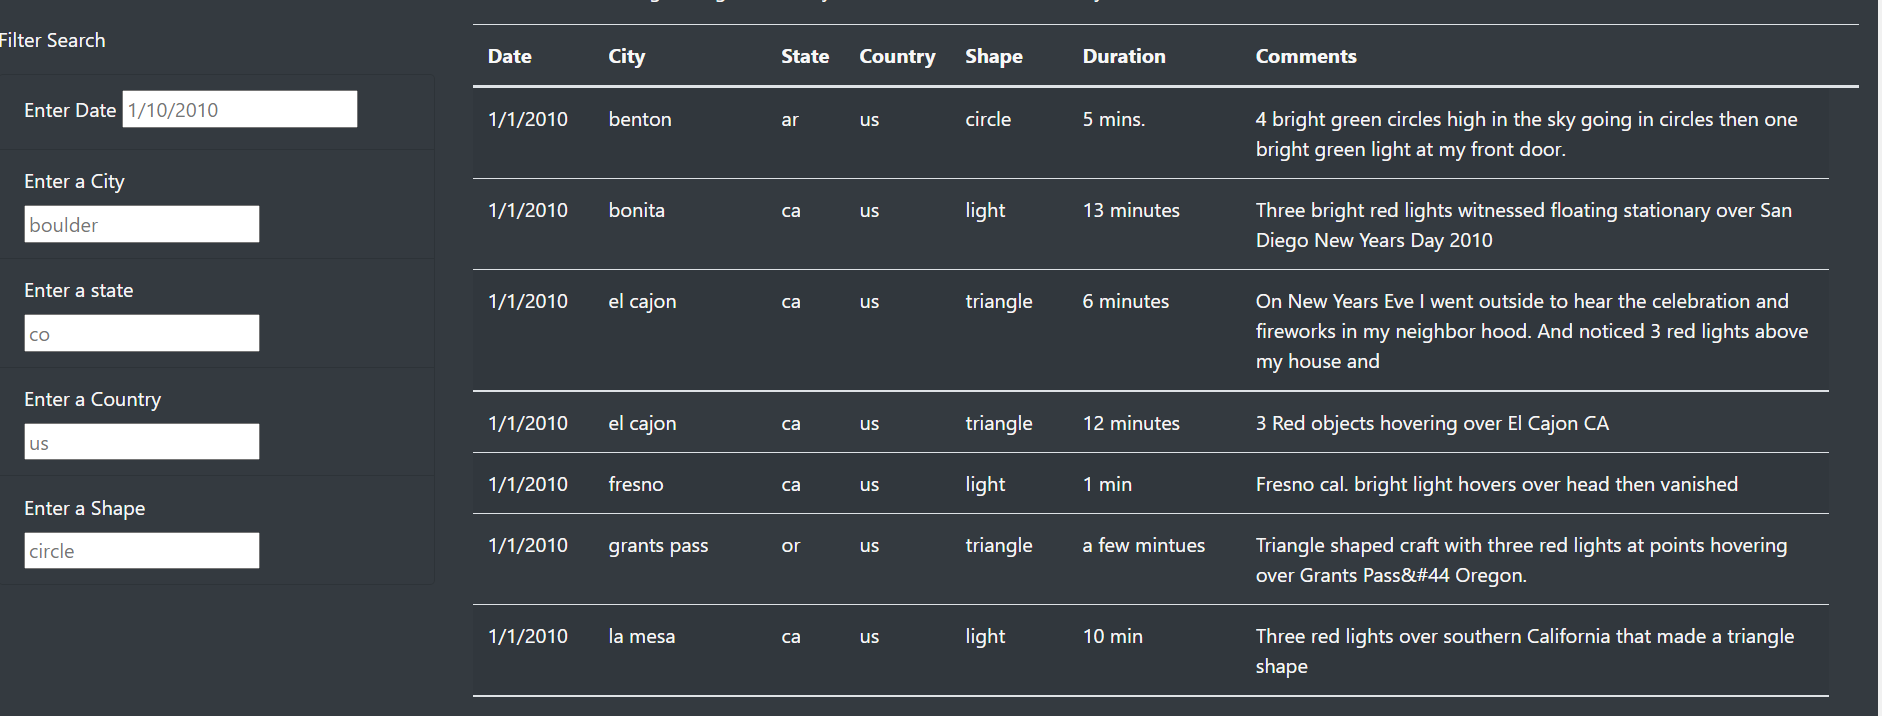 Filter Search
Enter Date 1/10/2010
Enter a City
boulder
Enter a state
co
Enter a Country
us
Enter a Shape
circle
Date City State Country Shape Duration Comments
1/1/2010 benton ar us circle 5 mins. 4 bright green circles high in the sky going in circles then one
bright green light at my front door.
1/1/2010 bonita ca us light 13 minutes Three bright red lights witnessed floating stationary over San
Diego New Years Day 2010
1/1/2010 el cajon ca us triangle 6 minutes On New Years Eve I went outside to hear the celebration and
fireworks in my neighbor hood. And noticed 3 red lights above
my house and
1/1/2010 el cajon ca us triangle 12 minutes 3 Red objects hovering over El Cajon CA
1/1/2010 fresno ca us light 1 min Fresno cal. bright light hovers over head then vanished
1/1/2010 grants pass or us triangle a few mintues Triangle shaped craft with three red lights at points hovering
over Grants Pass&#44 Oregon.
1/1/2010 la mesa ca us light 10 min Three red lights over southern California that made a triangle
shape